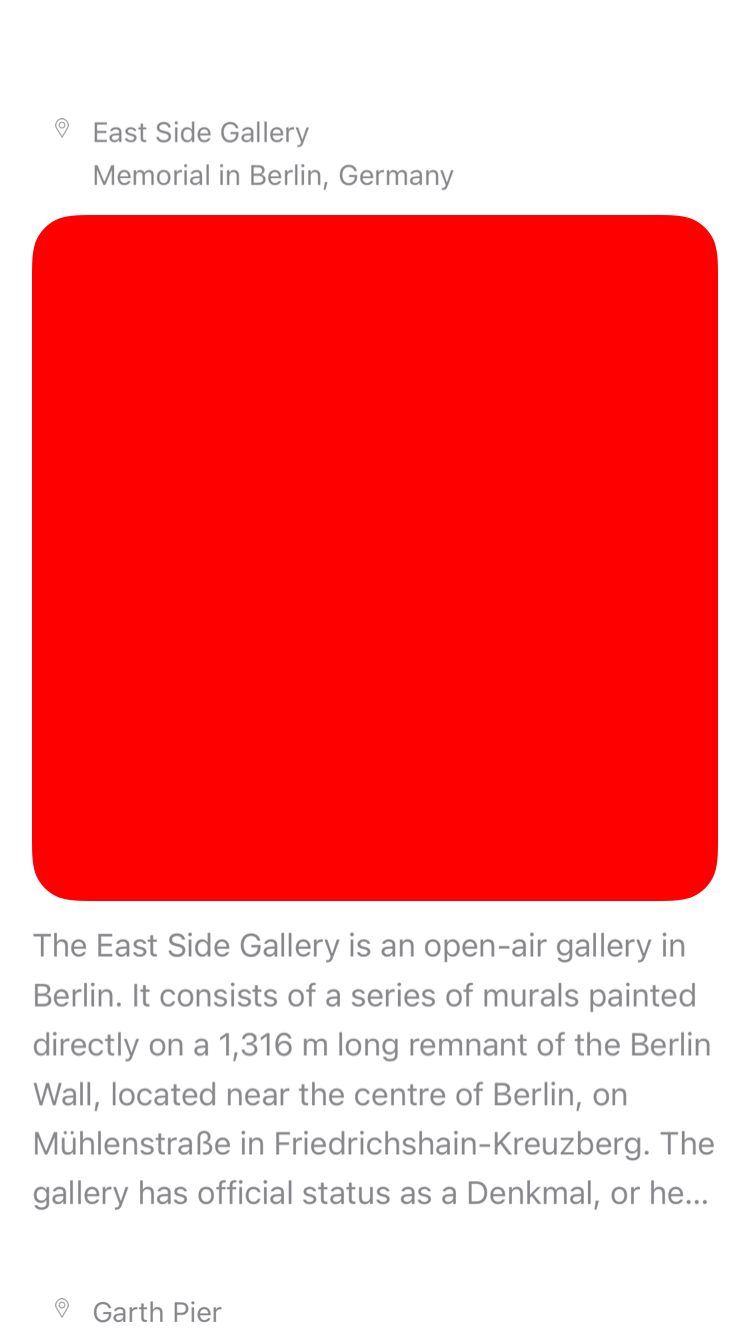 East Side Gallery
Memorial in Berlin, Germany
The East Side Gallery is an open-air gallery in
Berlin. It consists of a series of murals painted
directly on a 1,316 m long remnant of the Berlin
Wall, located near the centre of Berlin, on
Mühlenstraße in Friedrichshain-Kreuzberg. The
gallery has official status as a Denkmal, or he...
Garth Pier